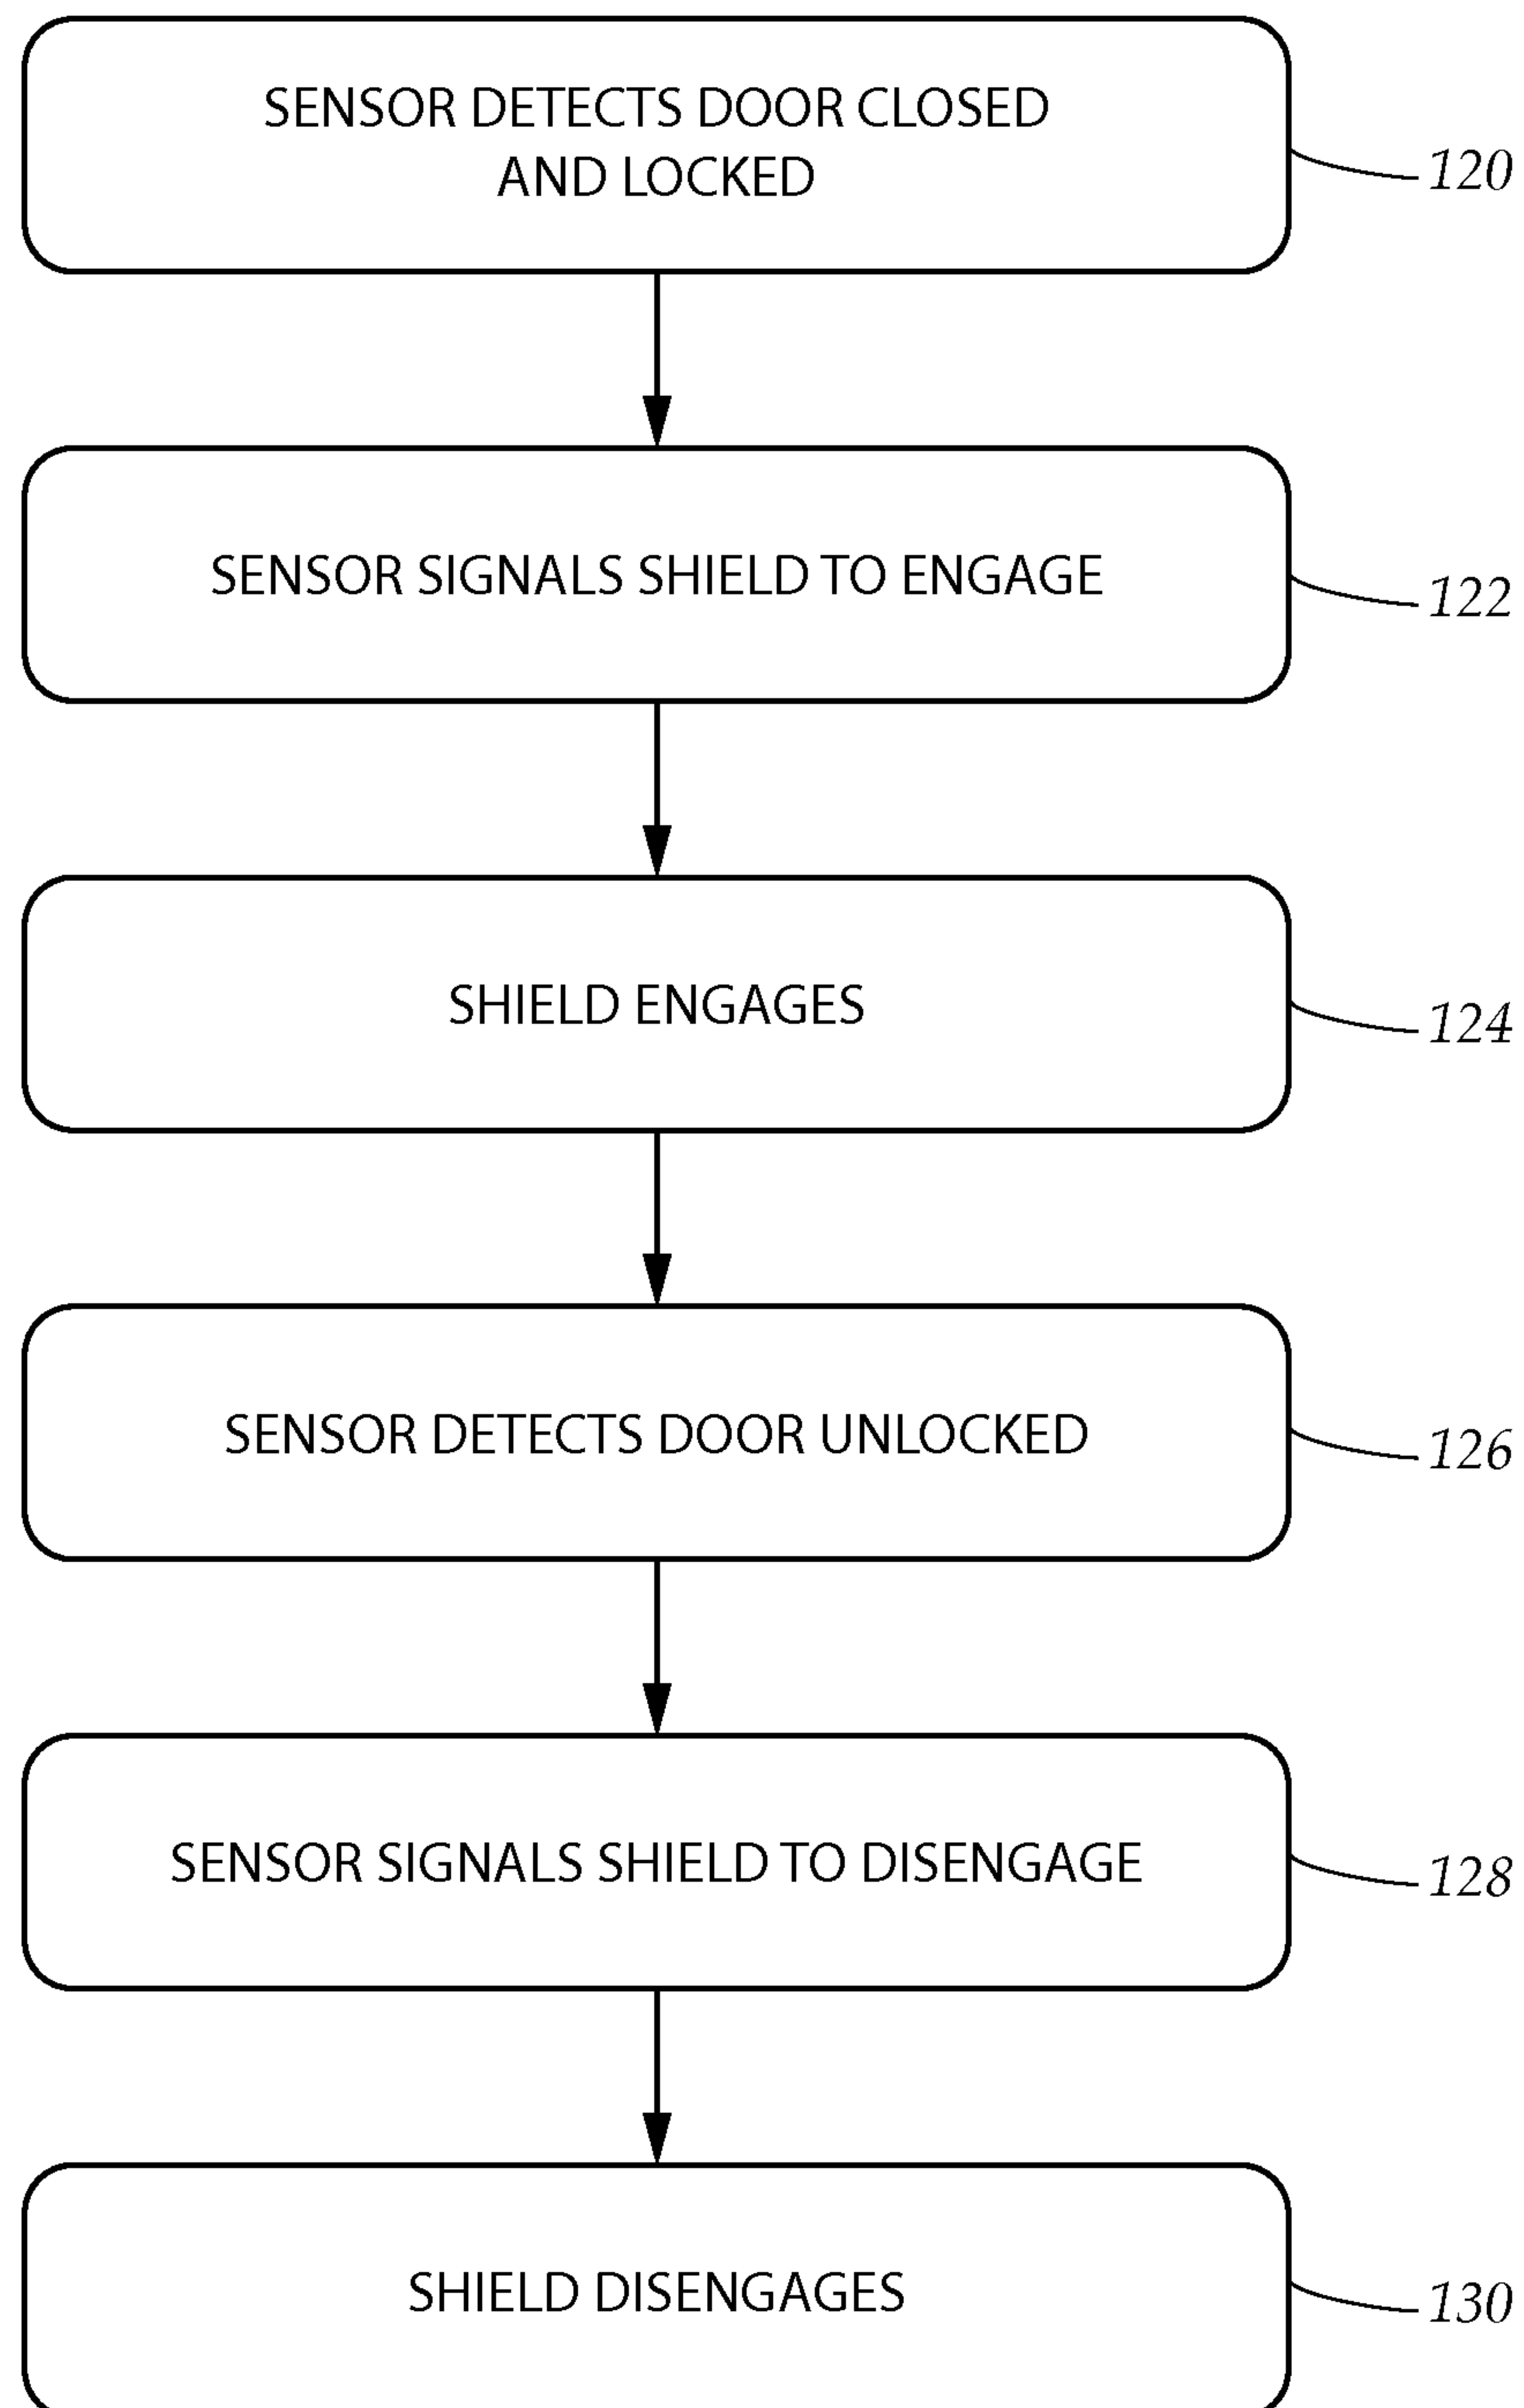 SENSOR DETECTS DOOR CLOSED
AND LOCKED
120
SENSOR SIGNALS SHIELD TO ENGAGE
122
SHIELD ENGAGES
124
SENSOR DETECTS DOOR UNLOCKED
126
SENSOR SIGNALS SHIELD TO DISENGAGE
128
SHIELD DISENGAGES
130